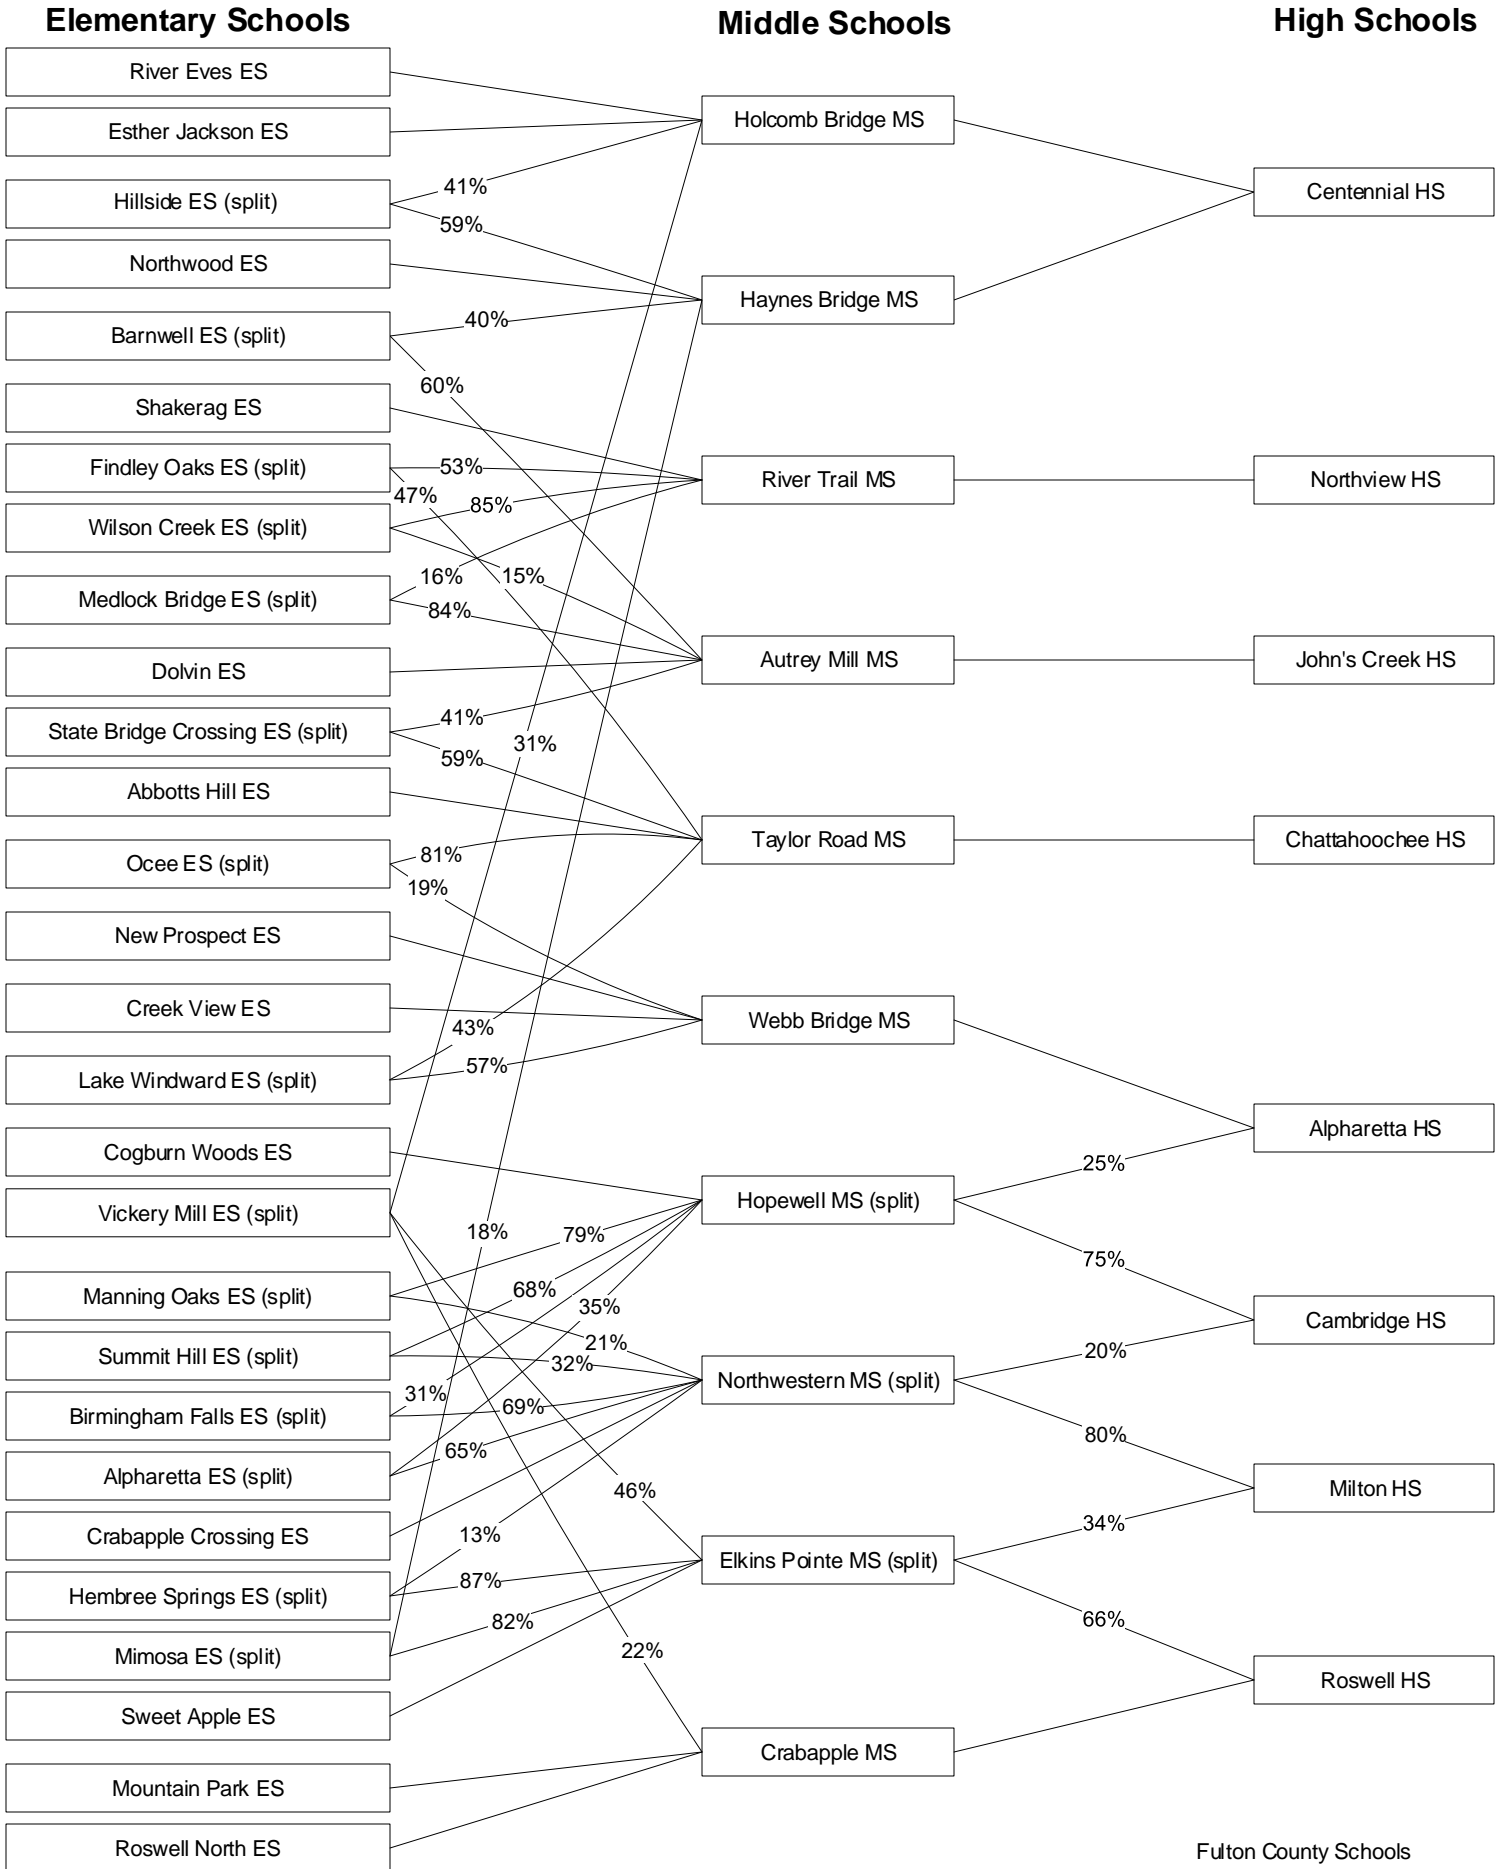 Elementary Schools
Middle Schools
High Schools
River Eves ES
Esther Jackson ES
Hillside ES (split)
Northwood ES
Barnwell ES (split)
Shakerag ES
Findley Oaks ES (split)
Wilson Creek ES (split)
Medlock Bridge ES (split)
Dolvin ES
State Bridge Crossing ES (split)
Abbotts Hill ES
Ocee ES (split)
New Prospect ES
Creek View ES
Lake Windward ES (split)
Cogburn Woods ES
Vickery Mill ES (split)
Manning Oaks ES (split)
Summit Hill ES (split)
Birmingham Falls ES (split)
Alpharetta ES (split)
Crabapple Crossing ES
Hembree Springs ES (split)
Mimosa ES (split)
Sweet Apple ES
Mountain Park ES
Roswell North ES
41%
59%
40%
60%
53%
47%
85%
16%
15%
84%
41%
31%
59%
81%
19%
43%
57%
18%
79%
68%
35%
21%
32%
31%
69%
65%
46%
13%
87%
82%
22%
Holcomb Bridge MS
Haynes Bridge MS
River Trail MS
Autrey Mill MS
Taylor Road MS
Webb Bridge MS
Hopewell MS (split)
Northwestern MS (split)
Elkins Pointe MS (split)
Crabapple MS
25%
75%
20%
80%
34%
66%
Centennial HS
Northview HS
John's Creek HS
Chattahoochee HS
Alpharetta HS
Cambridge HS
Milton HS
Roswell HS
Fulton County Schools